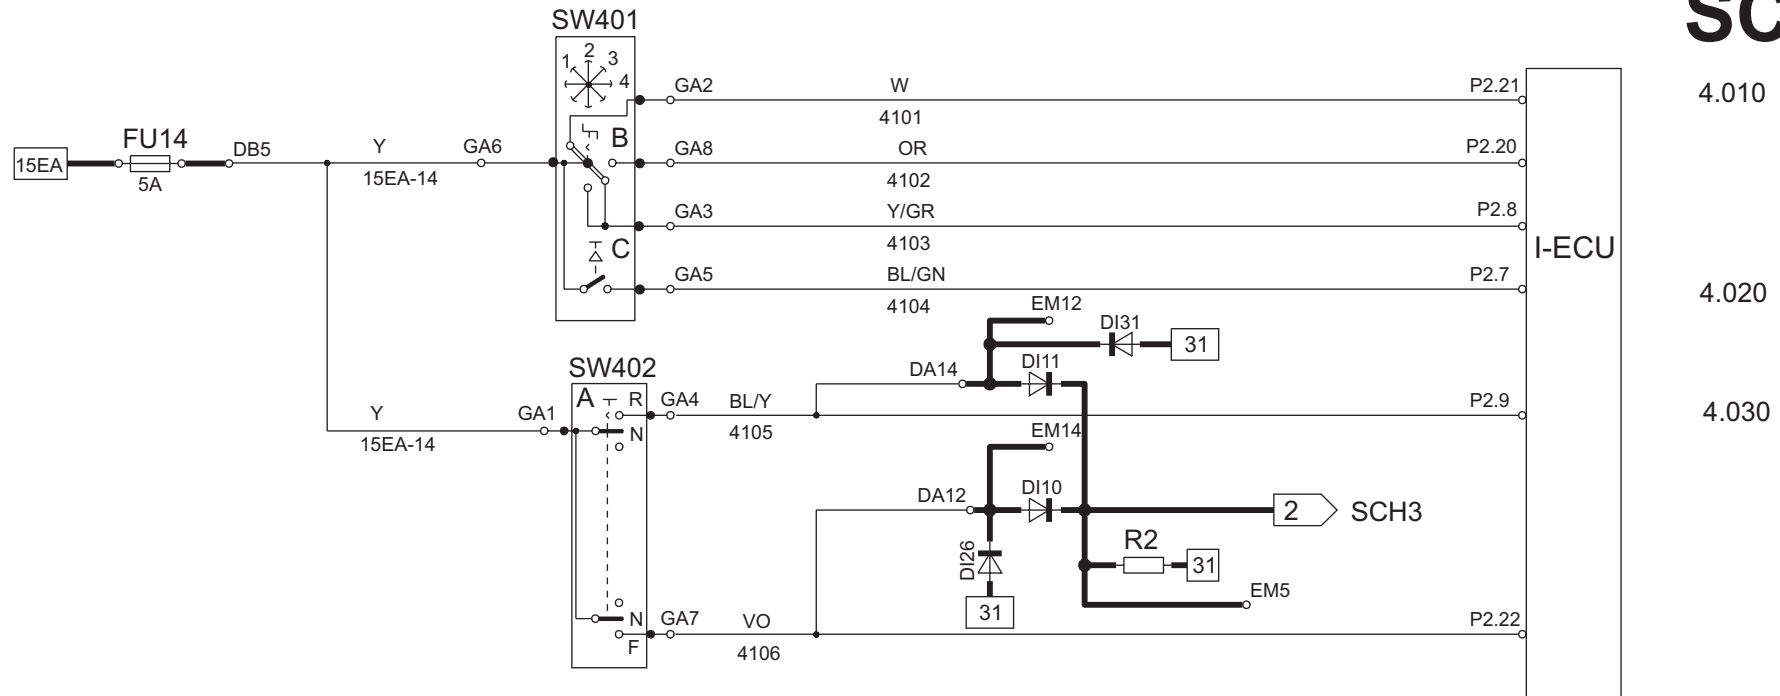 SW401
SC
1 2 3 4
GA2 W P2.21
4101
4.010
FU14
B
15EA
DB5 Y GA6 GA8 OR P2.20
5A
15EA-14
4102
GA3 Y/GR P2.8
4103
C
I-ECU
GA5 BL/GN P2.7
4104
4.020
EM12
DI31
31
SW402
DA14 DI11
A R GA4 BL/Y P2.9
4105
4.030
Y GA1 N
15EA-14
EM14
DA12 DI10
2 SCH3
DI26
R2
31
31
EM5
N GA7 VO P2.22
F
4106